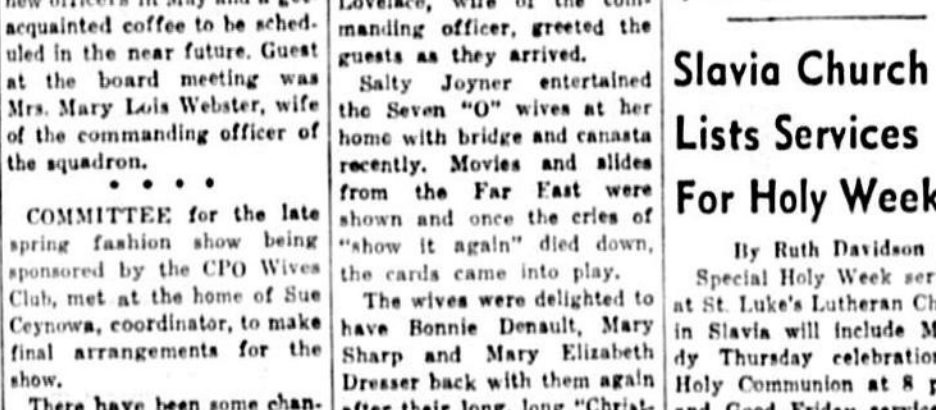 acquainted coffee to be sched-
uled in the near future. Guest
at the board meeting was
Mrs. Mary Lois Webster, wife
of the commanding officer of
the squadron.
• • • •
COMMITTEE for the late
spring fashion show being
sponsored by the CPO Wives
Club, met at the home of Sue
Ceynowa, coordinator, to make
final arrangements for the
show.
There have been some chan-
manding officer, greeted the
guests as they arrived.
Salty Joyner entertained
the Seven "O" wives at her
home with bridge and canasta
recently. Movies and slides
from the Far East were
shown and once the cries of
"show it again" died down,
the cards came into play.
The wives were delighted to
have Bonnie Denault, Mary
Sharp and Mary Elizabeth
Dresser back with them again
after their long, long "Christ-
Slavia Church
Lists Services
For Holy Week
By Ruth Davidson
Special Holy Week ser
at St. Luke's Lutheran Ch
in Slavia will include M
dy Thursday celebration
Holy Communion at 8 p
and Good Friday